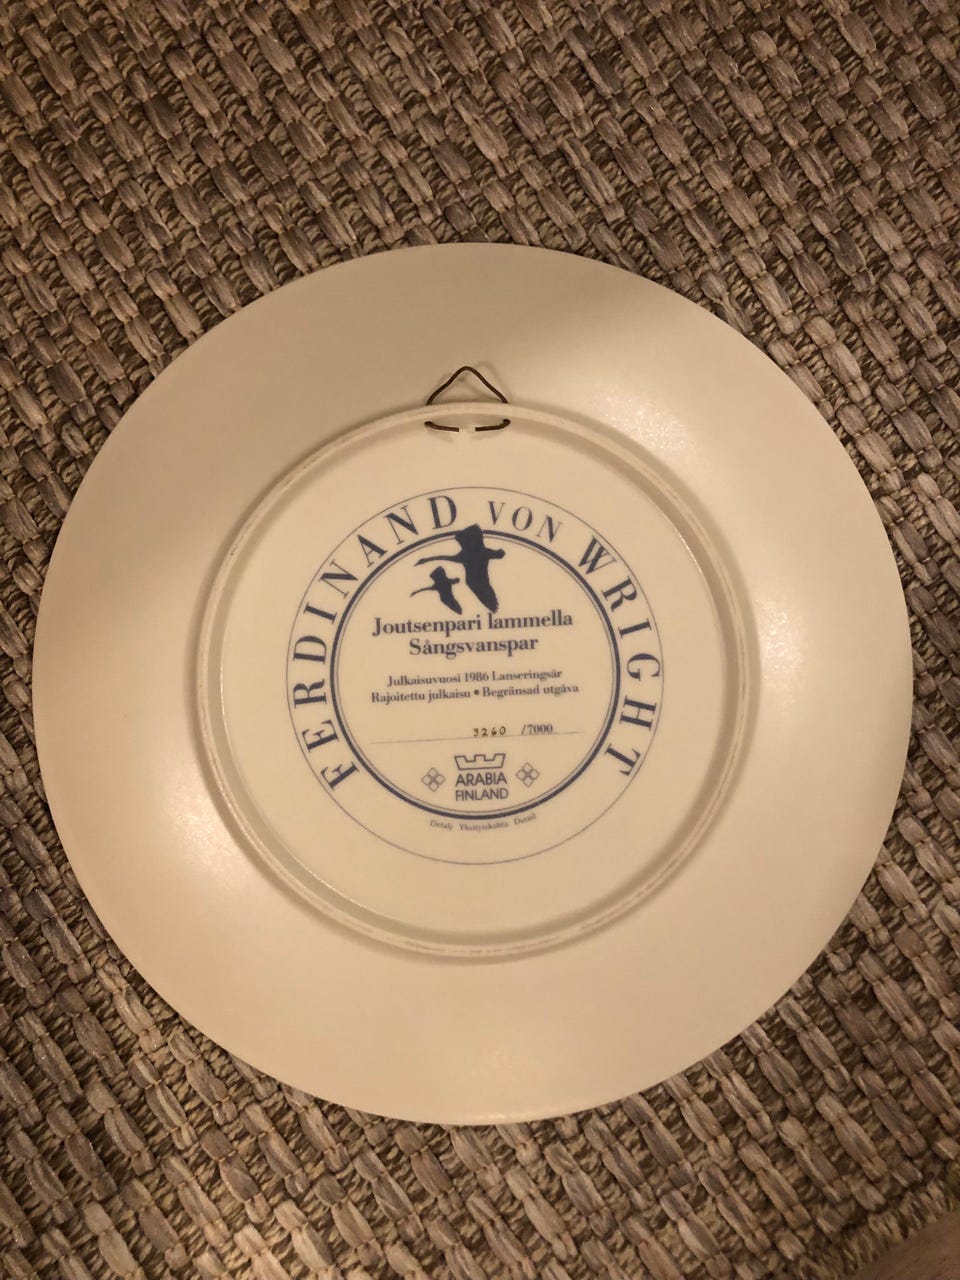 FERDINAND VON WRIGHT
Joutsenpari lammella
Sångsvanspar
Julkaisuvuosi 1986 Lanseringsår
Rajoitettu julkaisu • Begränsad utgåva
3260 /7000
ARABIA
FINLAND
Detalj Yksityiskohta Detail